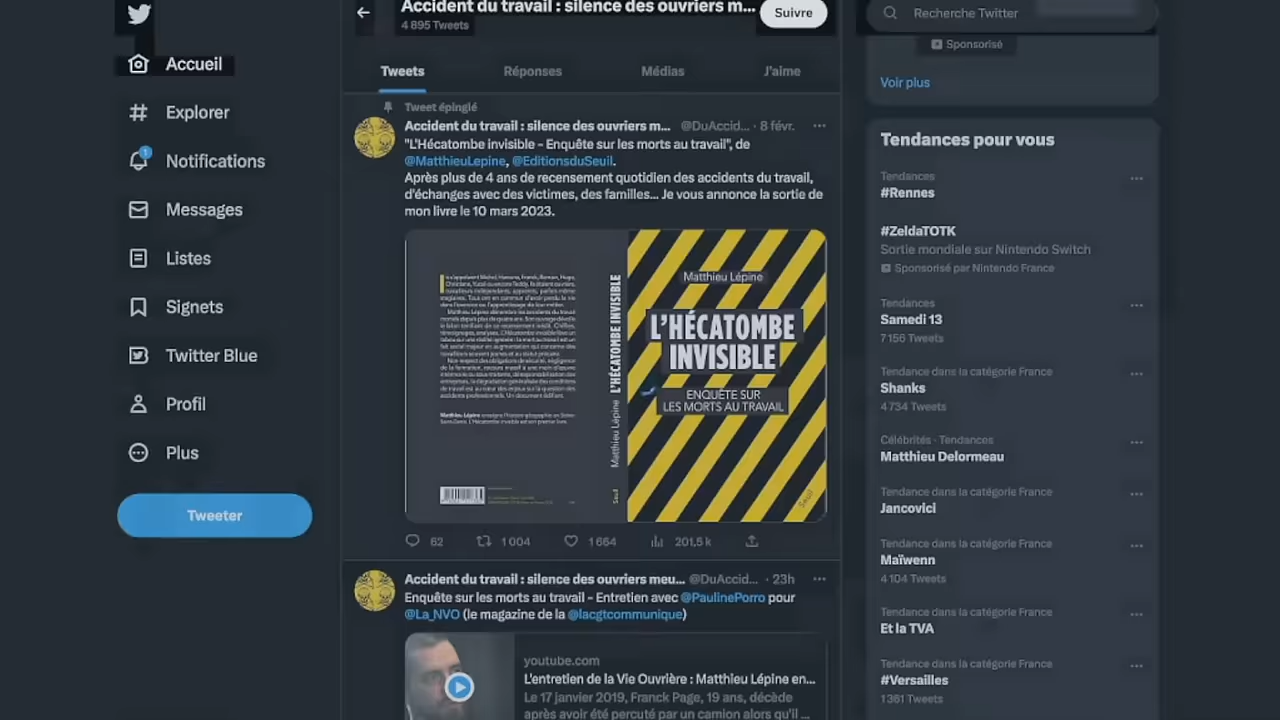 Accident du travail : silence des ouvriers m...
4 895 Tweets
Suivre
Recherche Twitter
Accueil
Explorer
1
Notifications
Messages
Listes
Signets
Twitter Blue
Profil
Plus
Tweeter
Tweets
Réponses
Médias
J'aime
Tweet épinglé
Accident du travail : silence des ouvriers m... @DuAccid... · 8 févr.
"L'Hécatombe invisible - Enquête sur les morts au travail", de
@MatthieuLepine, @EditionsduSeuil.
Après plus de 4 ans de recensement quotidien des accidents du travail,
d'échanges avec des victimes, des familles... Je vous annonce la sortie de
mon livre le 10 mars 2023.
Matthieu Lépine L'HÉCATOMBE INVISIBLE
Seuil
Matthieu Lépine
L'HÉCATOMBE
INVISIBLE
ENQUÊTE SUR
LES MORTS AU TRAVAIL
Seuil
62
1 004
1 664
201,5 k
Accident du travail : silence des ouvriers meu... @DuAccid... · 23h
Enquête sur les morts au travail - Entretien avec @PaulinePorro pour
@La_NVO (le magazine de la @lacgtcommunique)
youtube.com
L'entretien de la Vie Ouvrière : Matthieu Lépine en...
Le 17 janvier 2019, Franck Page, 19 ans, décède
après avoir été percuté par un camion alors qu'il ...
Sponsorisé
Voir plus
Tendances pour vous
Tendances
#Rennes
#ZeldaTOTK
Sortie mondiale sur Nintendo Switch
Sponsorisé par Nintendo France
Tendances
Samedi 13
7 156 Tweets
Tendance dans la catégorie France
Shanks
4 734 Tweets
Célébrités · Tendances
Matthieu Delormeau
Tendance dans la catégorie France
Jancovici
Tendance dans la catégorie France
Maïwenn
4 104 Tweets
Tendance dans la catégorie France
Et la TVA
Tendance dans la catégorie France
#Versailles
1 361 Tweets